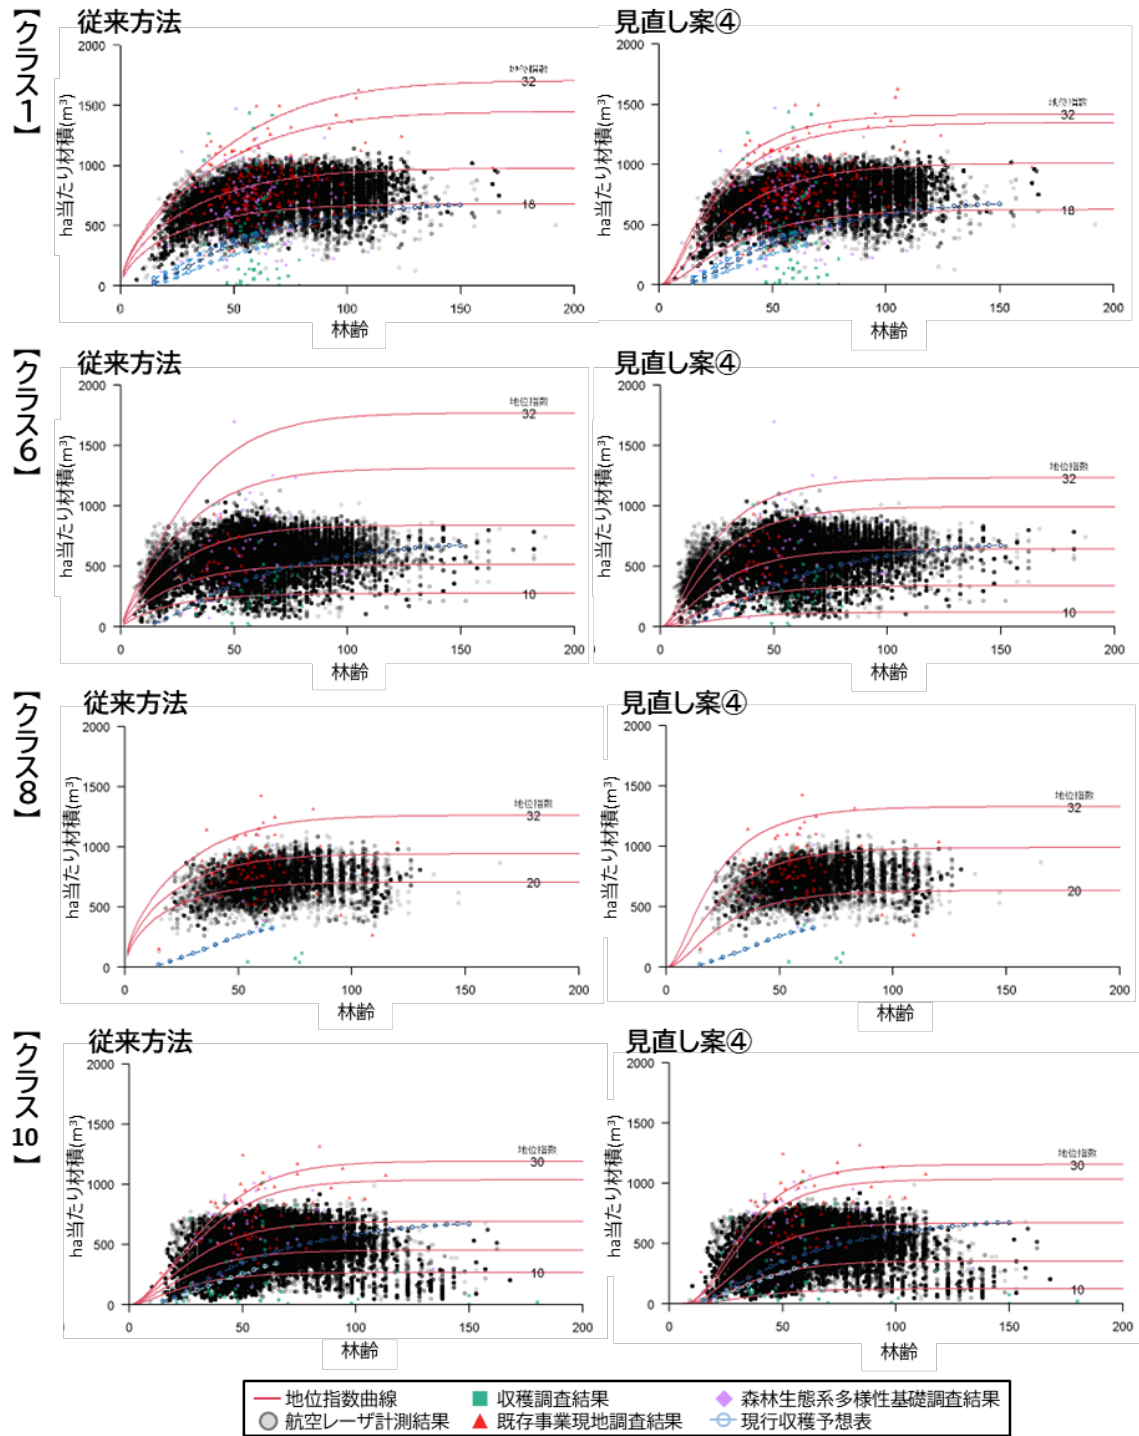 【クラス1】
従来方法
見直し案④
ha当たり材積(m³)
2000
1500
1000
500
0
地位指数
32
18
0
50
100
150
200
林齢
ha当たり材積(m³)
2000
1500
1000
500
0
地位指数
32
18
0
50
100
150
200
林齢
【クラス6】
従来方法
見直し案④
ha当たり材積(m³)
2000
1500
1000
500
0
地位指数
32
10
0
50
100
150
200
林齢
ha当たり材積(m³)
2000
1500
1000
500
0
地位指数
32
10
0
50
100
150
200
林齢
【クラス8】
従来方法
見直し案④
ha当たり材積(m³)
2000
1500
1000
500
0
地位指数
32
20
0
50
100
150
200
林齢
ha当たり材積(m³)
2000
1500
1000
500
0
地位指数
32
20
0
50
100
150
200
林齢
【クラス10】
従来方法
見直し案④
ha当たり材積(m³)
2000
1500
1000
500
0
地位指数
30
10
0
50
100
150
200
林齢
ha当たり材積(m³)
2000
1500
1000
500
0
地位指数
30
10
0
50
100
150
200
林齢
地位指数曲線 収穫調査結果 森林生態系多様性基礎調査結果
航空レーザ計測結果 既存事業現地調査結果 現行収穫予想表